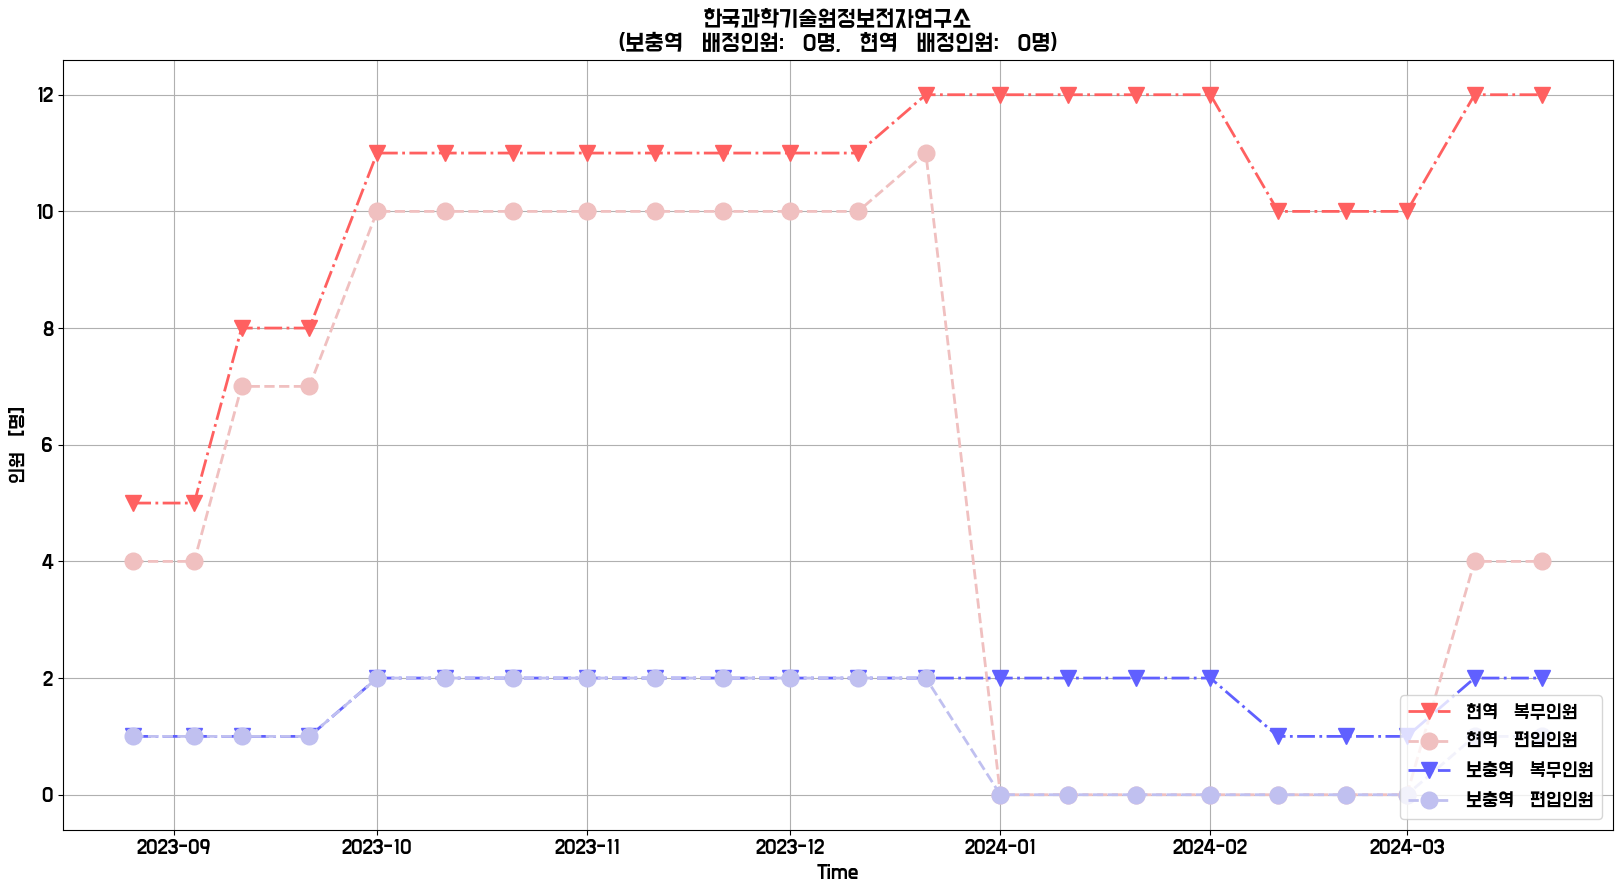 한국과학기술원정보전자연구소
(보충역 배정인원: 0명, 현역 배정인원: 0명)
12
10
8
6
4
2
0
인원 [명]
2023-09 2023-10 2023-11 2023-12 2024-01 2024-02 2024-03
Time
현역 복무인원
현역 편입인원
보충역 복무인원
보충역 편입인원